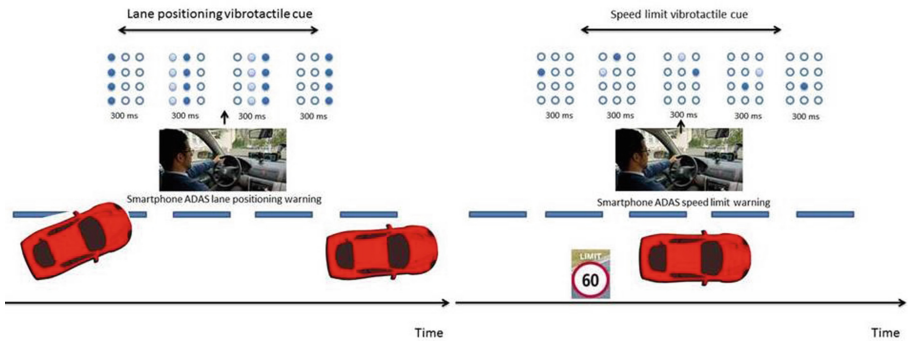 Lane positioning vibrotactile cue
300 ms 300 ms 300 ms 300 ms
Smartphone ADAS lane positioning warning
Time
Speed limit vibrotactile cue
300 ms 300 ms 300 ms 300 ms 300 ms
Smartphone ADAS speed limit warning
LIMIT
60
Time